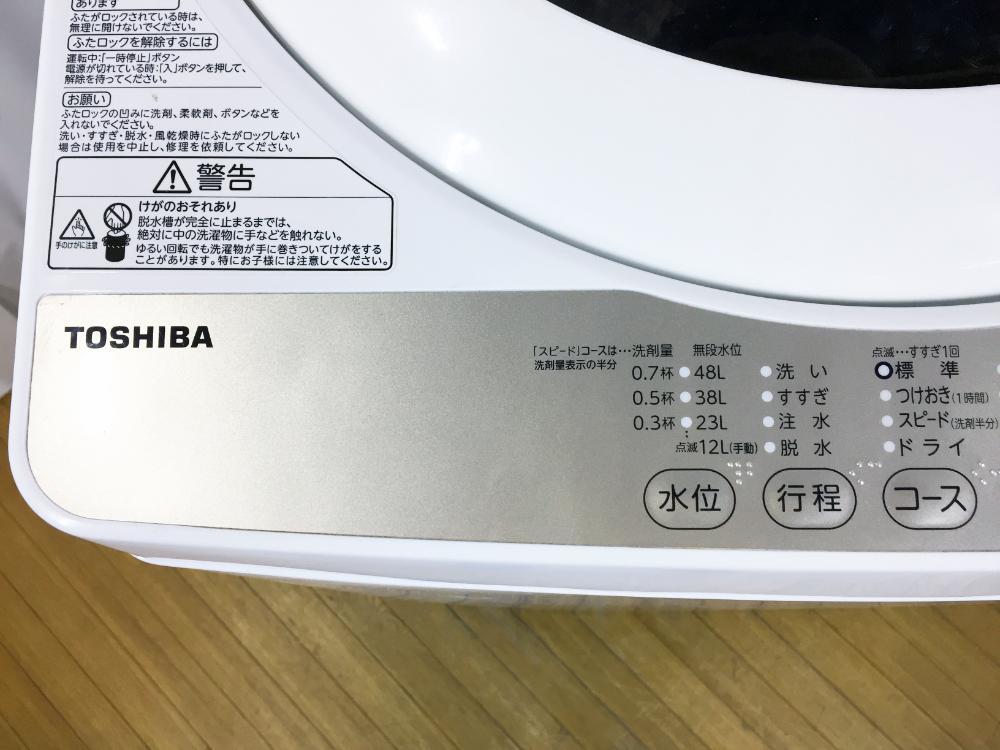 あります
ふたがロックされている時は、
無理に開けないでください。
ふたロックを解除するには
運転中:「一時停止」ボタン
電源が切れている時:「入」ボタンを押して、
解除を待ってください。
お願い
ふたロックの凹みに洗剤、柔軟剤、ボタンなどを
入れないでください。
洗い・すすぎ・脱水・風乾燥時にふたがロックしない
場合は使用を中止し、修理を依頼してください。
警告
けがのおそれあり
脱水槽が完全に止まるまでは、
絶対に中の洗濯物に手などを触れない。
ゆるい回転でも洗濯物が手に巻きついてけがをする
ことがあります。特にお子様には注意してください。
手のけがに注意
TOSHIBA
「スピード」コースは…洗剤量 無段水位
洗剤量表示の半分
0.7杯 48L
0.5杯 38L
0.3杯 23L
点滅 12L(手動)
水位
洗い
すすぎ
注水
脱水
行程
点滅…すすぎ1回
標準
つけおき(1時間)
スピード(洗剤半分)
ドライ
コース